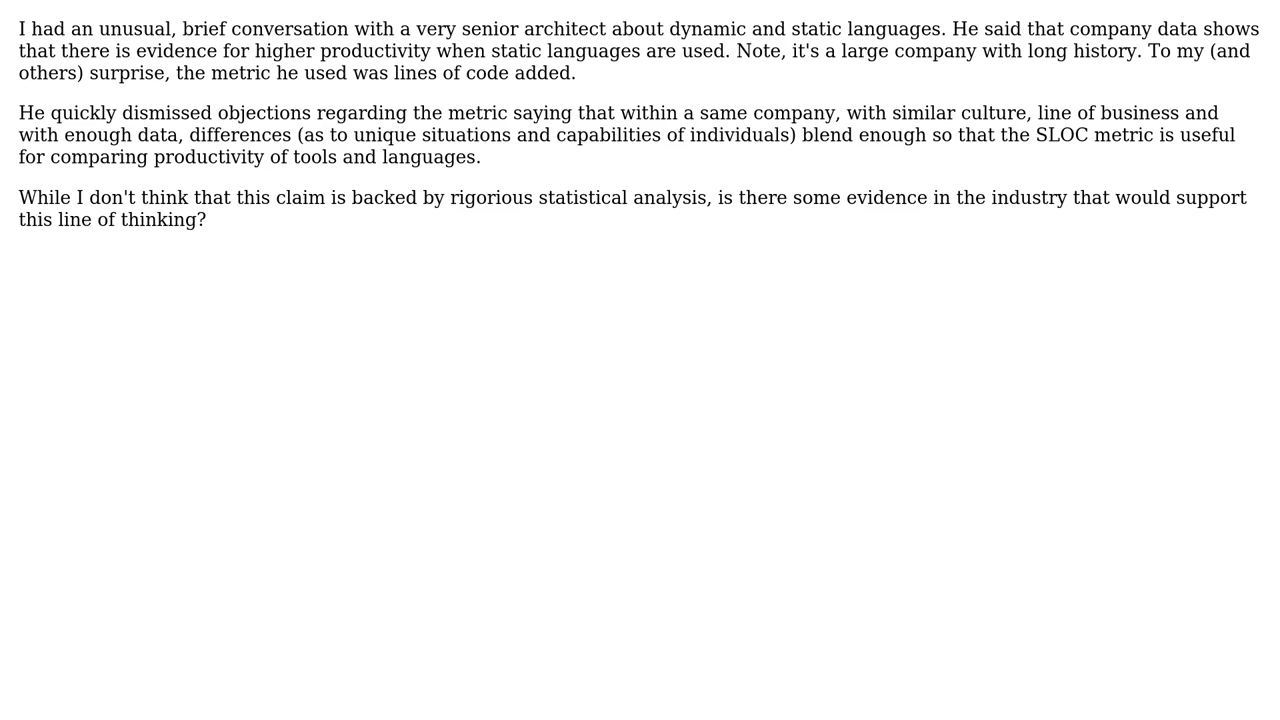 I had an unusual, brief conversation with a very senior architect about dynamic and static languages. He said that company data shows
that there is evidence for higher productivity when static languages are used. Note, it's a large company with long history. To my (and
others) surprise, the metric he used was lines of code added.
He quickly dismissed objections regarding the metric saying that within a same company, with similar culture, line of business and
with enough data, differences (as to unique situations and capabilities of individuals) blend enough so that the SLOC metric is useful
for comparing productivity of tools and languages.
While I don't think that this claim is backed by rigorious statistical analysis, is there some evidence in the industry that would support
this line of thinking?